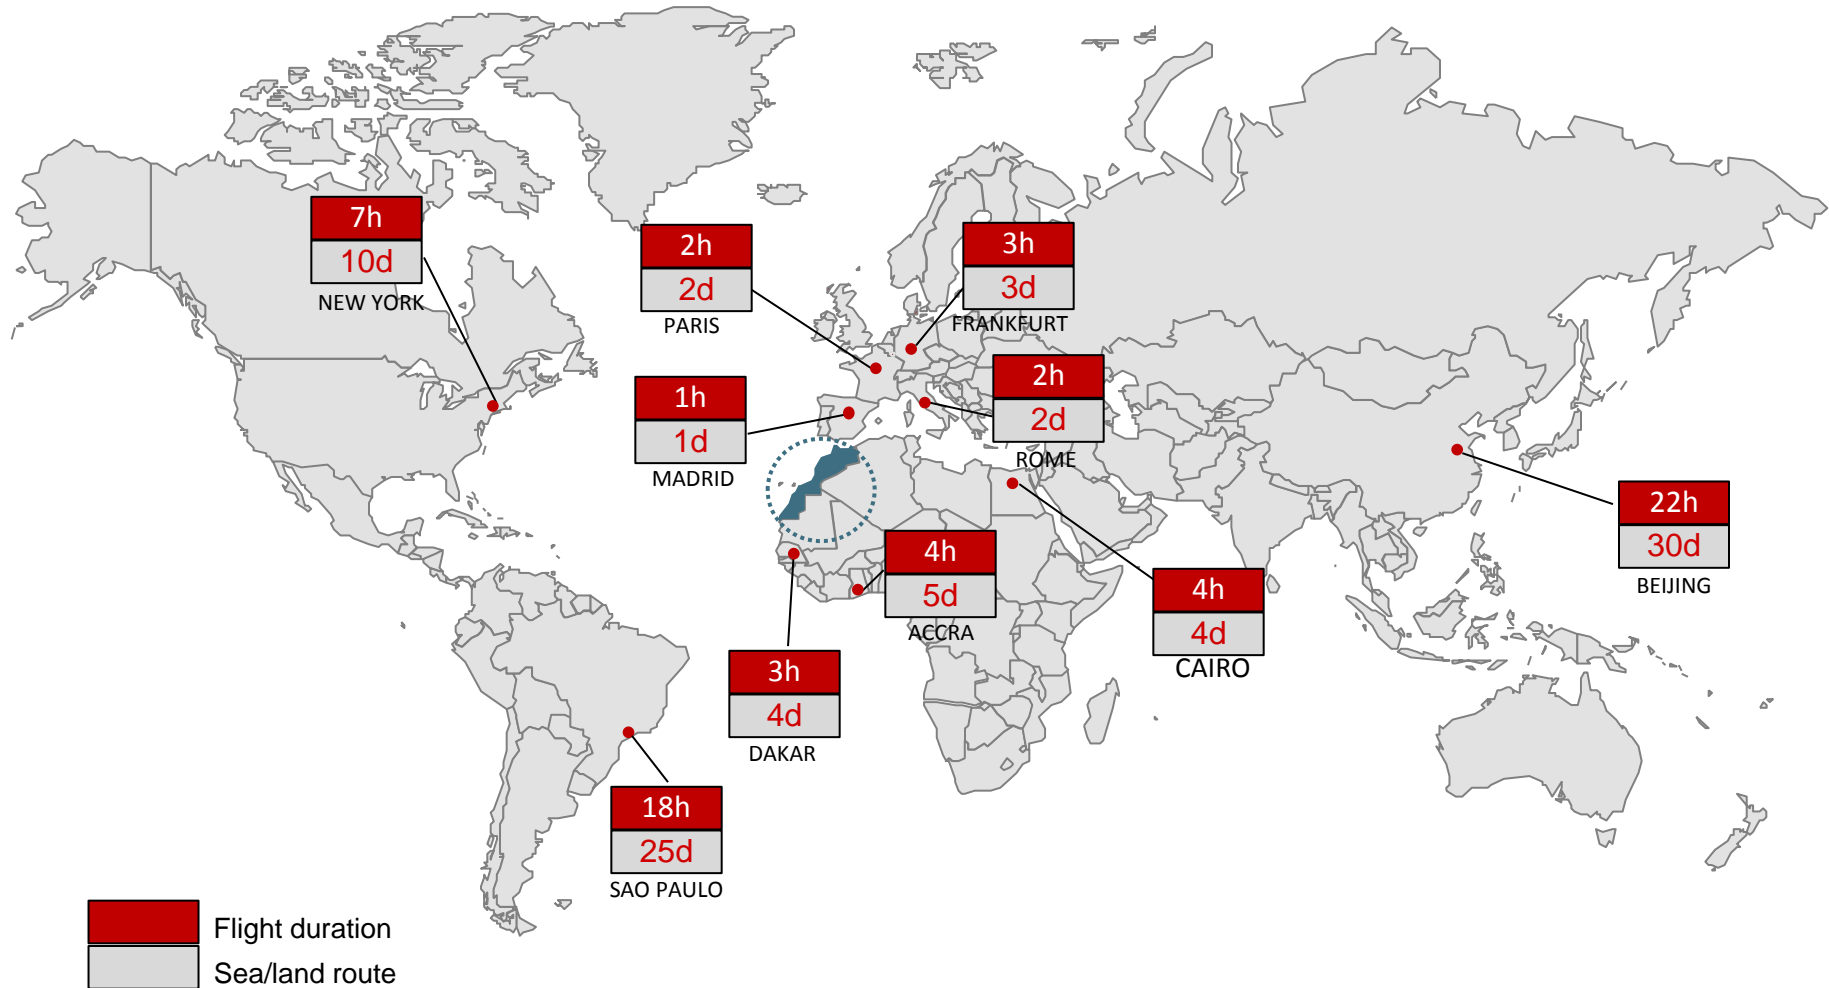 7h
10d
NEW YORK
2h
2d
PARIS
3h
3d
FRANKFURT
1h
1d
MADRID
2h
2d
ROME
22h
30d
BEIJING
4h
5d
ACCRA
4h
4d
CAIRO
3h
4d
DAKAR
18h
25d
SAO PAULO
Flight duration
Sea/land route